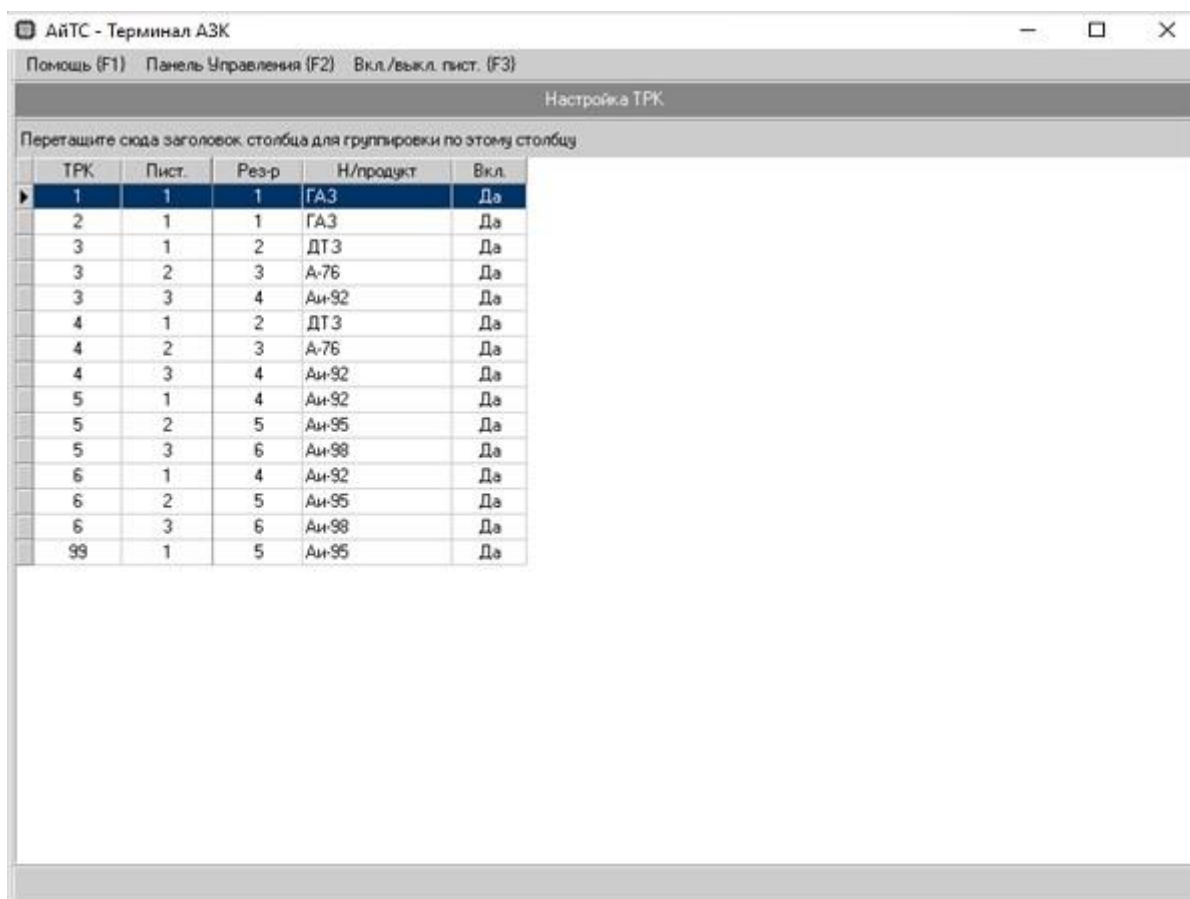 АйТС - Терминал АЗК
Помощь (F1) Панель Управления (F2) Вкл./выкл. пист. (F3)
Настройка ТРК
Перетащите сюда заголовок столбца для группировки по этому столбцу
ТРК Пист. Рез-р Н/продукт Вкл.
1 1 1 ГАЗ Да
2 1 1 ГАЗ Да
3 1 2 ДТЗ Да
3 2 3 А-76 Да
3 3 4 Аи-92 Да
4 1 2 ДТЗ Да
4 2 3 А-76 Да
4 3 4 Аи-92 Да
5 1 4 Аи-92 Да
5 2 5 Аи-95 Да
5 3 6 Аи-98 Да
6 1 4 Аи-92 Да
6 2 5 Аи-95 Да
6 3 6 Аи-98 Да
99 1 5 Аи-95 Да